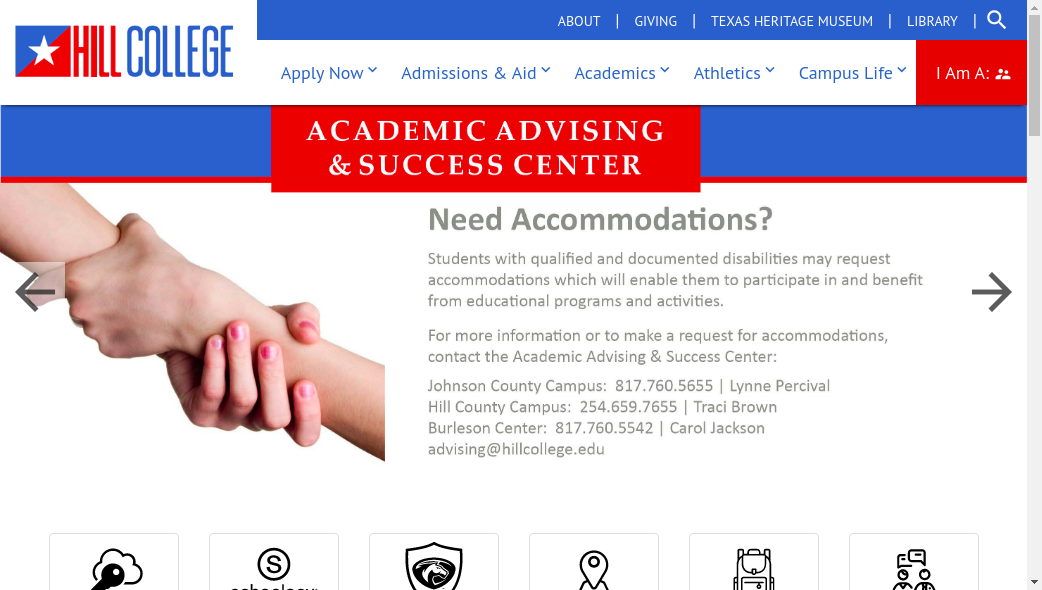 ABOUT | GIVING | TEXAS HERITAGE MUSEUM | LIBRARY |
HILL COLLEGE
Apply Now Admissions & Aid Academics Athletics Campus Life I Am A:
ACADEMIC ADVISING
& SUCCESS CENTER
Need Accommodations?
Students with qualified and documented disabilities may request
accommodations which will enable them to participate in and benefit
from educational programs and activities.
For more information or to make a request for accommodations,
contact the Academic Advising & Success Center:
Johnson County Campus: 817.760.5655 | Lynne Percival
Hill County Campus: 254.659.7655 | Traci Brown
Burleson Center: 817.760.5542 | Carol Jackson
advising@hillcollege.edu
S
schoology